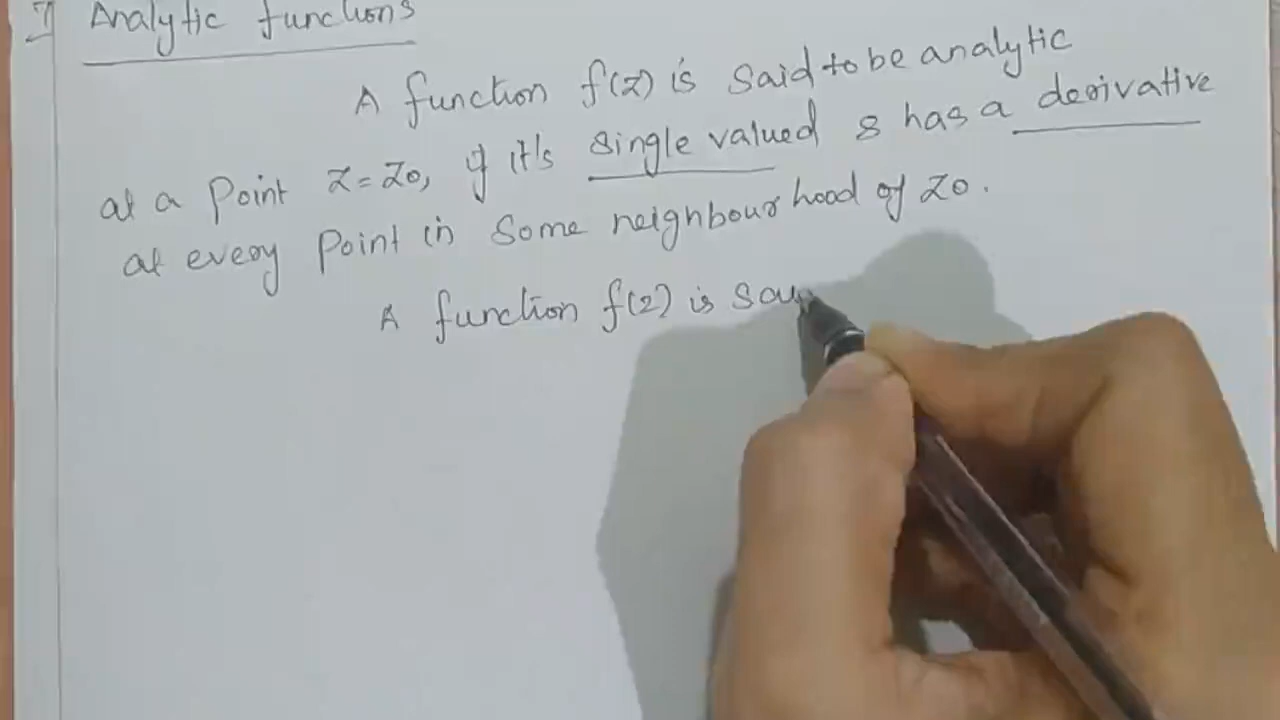 Analytic functions
A function f(z) is said to be analytic
at a point z = z0, if it's single valued & has a derivative
at every point in some neighbourhood of z0.
A function f(z) is sa